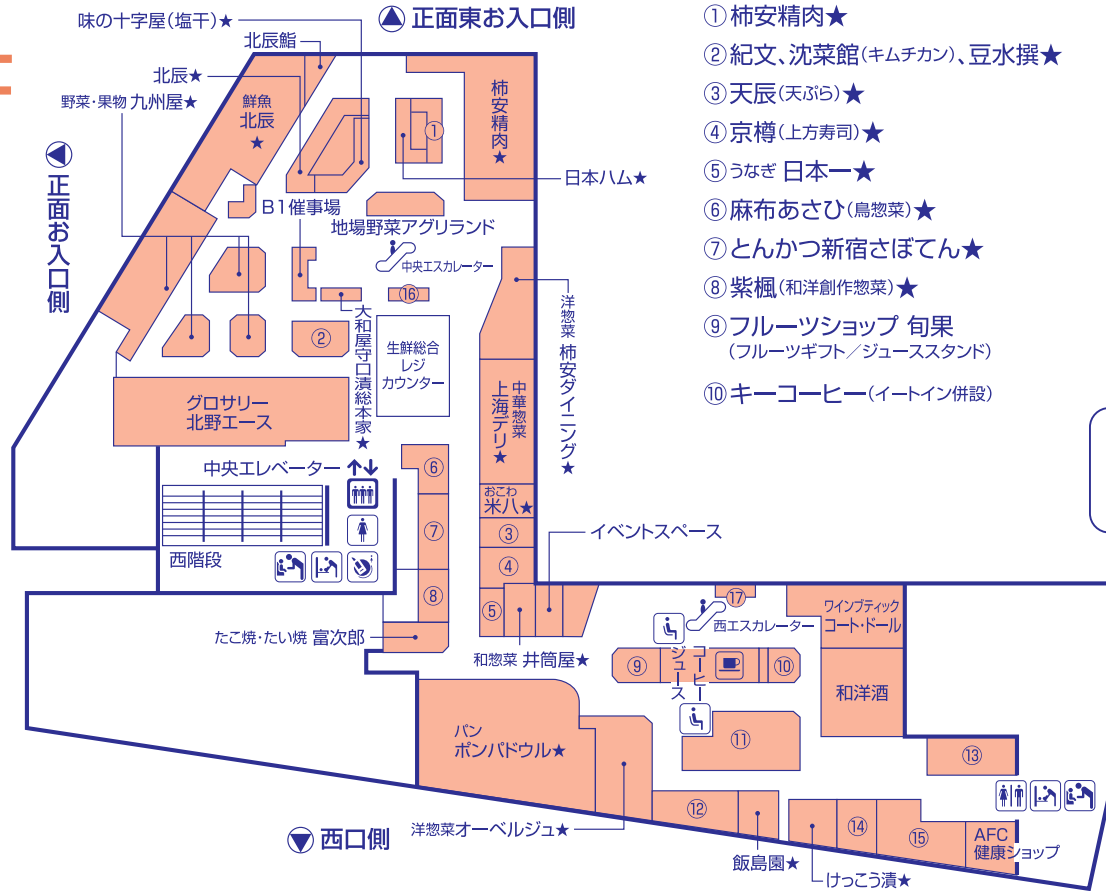 味の十字屋(塩干)★
▲ 正面東お入口側
北辰鮨
北辰★
野菜・果物 九州屋★
鮮魚
北辰
★
①
柿安精肉★
日本ハム★
◀ 正面お入口側
B1催事場
地場野菜アグリランド
中央エスカレーター
⑯
②
大和屋守口漬総本家★
生鮮総合
レジ
カウンター
洋惣菜 柿安ダイニング★
中華惣菜
上海デリ★
グロサリー
北野エース
中央エレベーター
西階段
⑥
⑦
⑧
おこわ
米八★
③
④
⑤
イベントスペース
たこ焼・たい焼 富次郎
和惣菜 井筒屋★
⑰
西エスカレーター
ワインブティック
コート・ドール
和洋酒
⑨
ジュース
コーヒー
⑩
⑪
パン
ポンパドウル★
洋惣菜オーベルジュ★
▼ 西口側
⑫
飯島園★
けっこう漬★
⑭
⑮
⑬
AFC
健康ショップ
①柿安精肉★
②紀文、沈菜館(キムチカン)、豆水撰★
③天辰(天ぷら)★
④京樽(上方寿司)★
⑤うなぎ 日本一★
⑥麻布あさひ(鳥惣菜)★
⑦とんかつ新宿さぼてん★
⑧紫楓(和洋創作惣菜)★
⑨フルーツショップ 旬果
(フルーツギフト/ジューススタンド)
⑩キーコーヒー(イートイン併設)